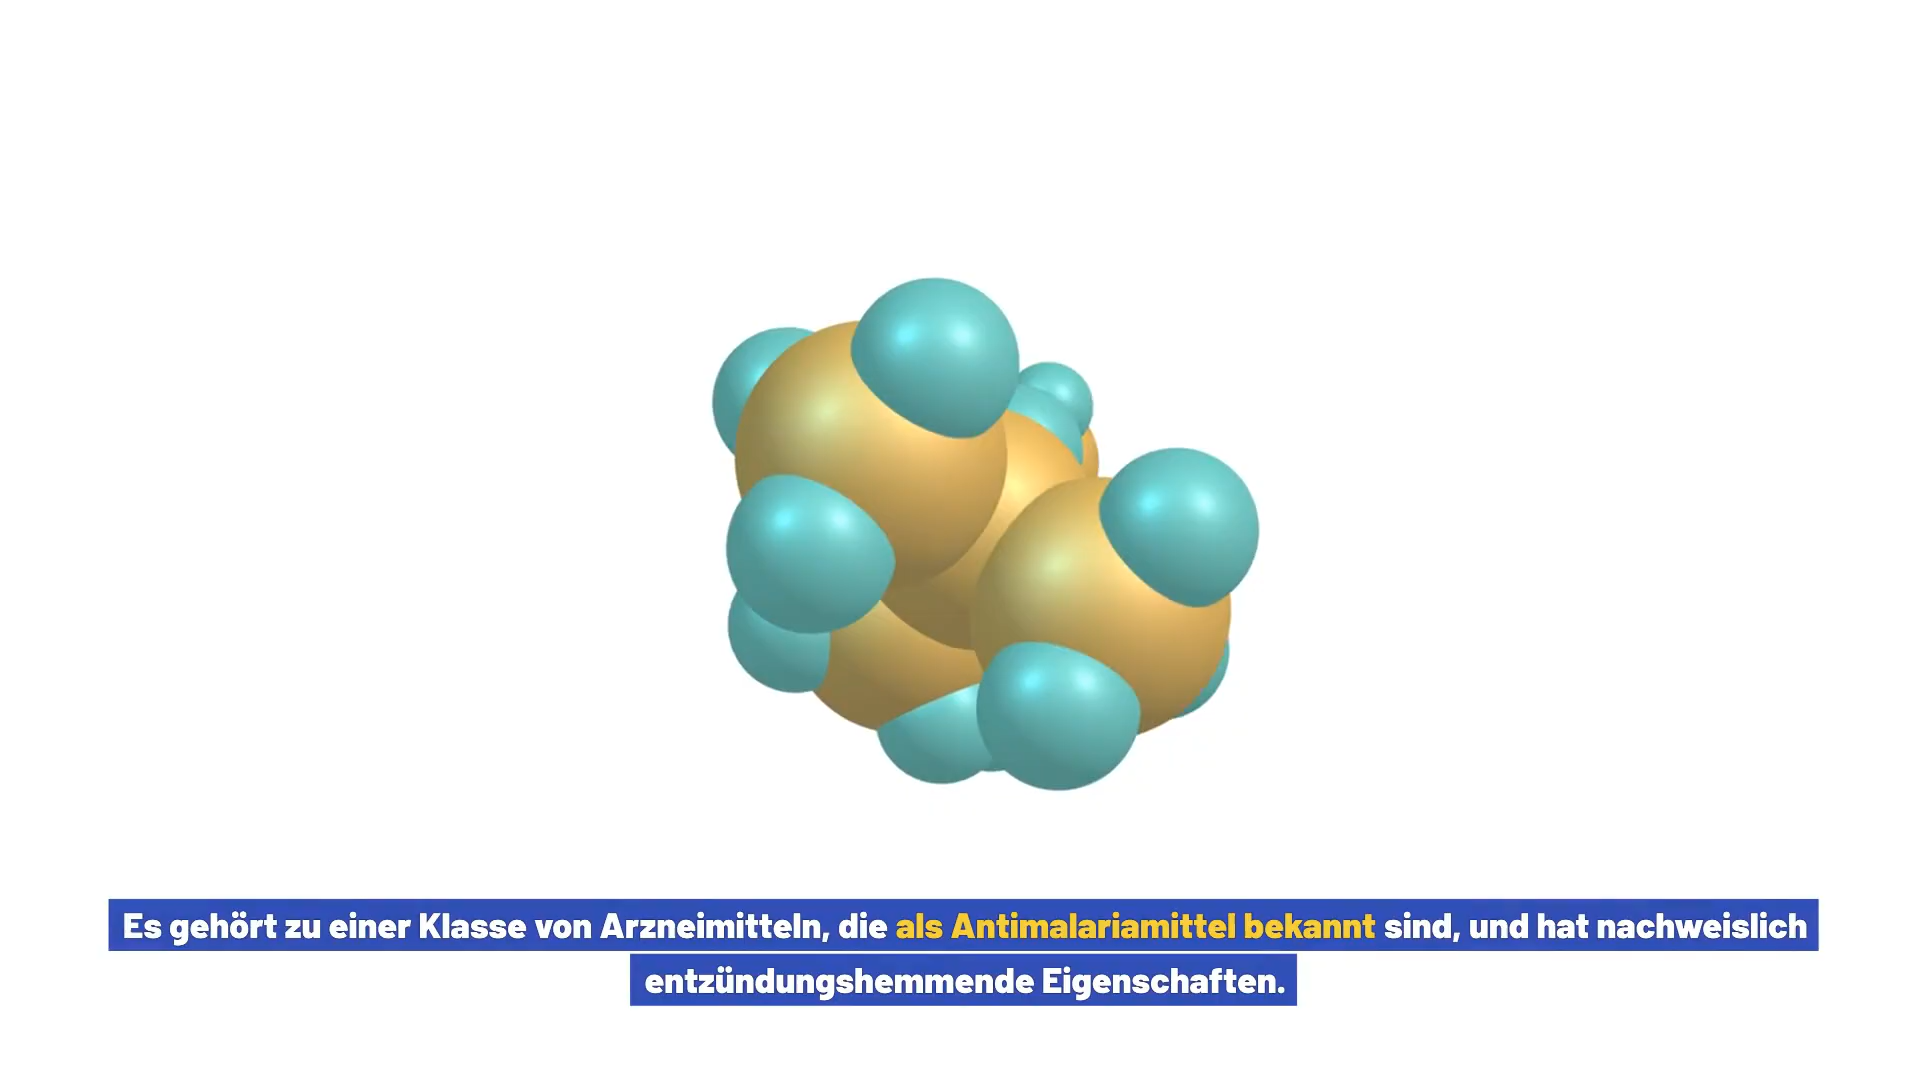 Es gehört zu einer Klasse von Arzneimitteln, die als Antimalariamittel bekannt sind, und hat nachweislich
entzündungshemmende Eigenschaften.